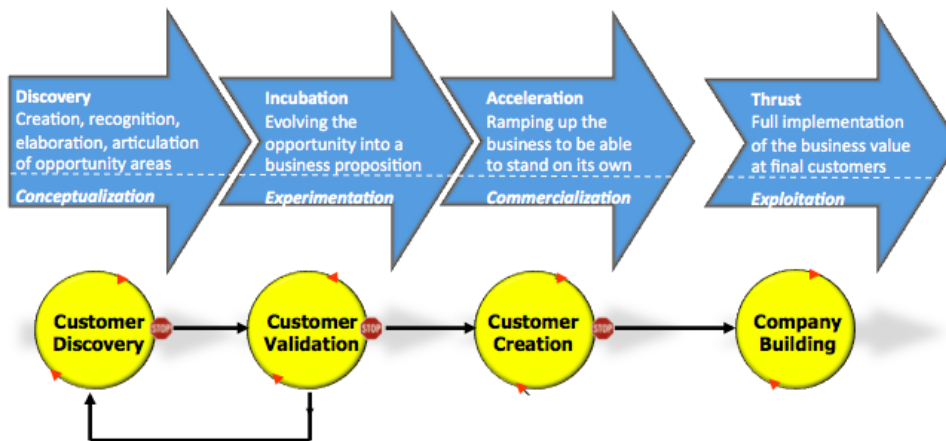 Discovery
Creation, recognition,
elaboration, articulation
of opportunity areas
Conceptualization
Incubation
Evolving the
opportunity into a
business proposition
Experimentation
Acceleration
Ramping up the
business to be able
to stand on its own
Commercialization
Thrust
Full implementation
of the business value
at final customers
Exploitation
Customer
Discovery
STOP
Customer
Validation
STOP
Customer
Creation
STOP
Company
Building